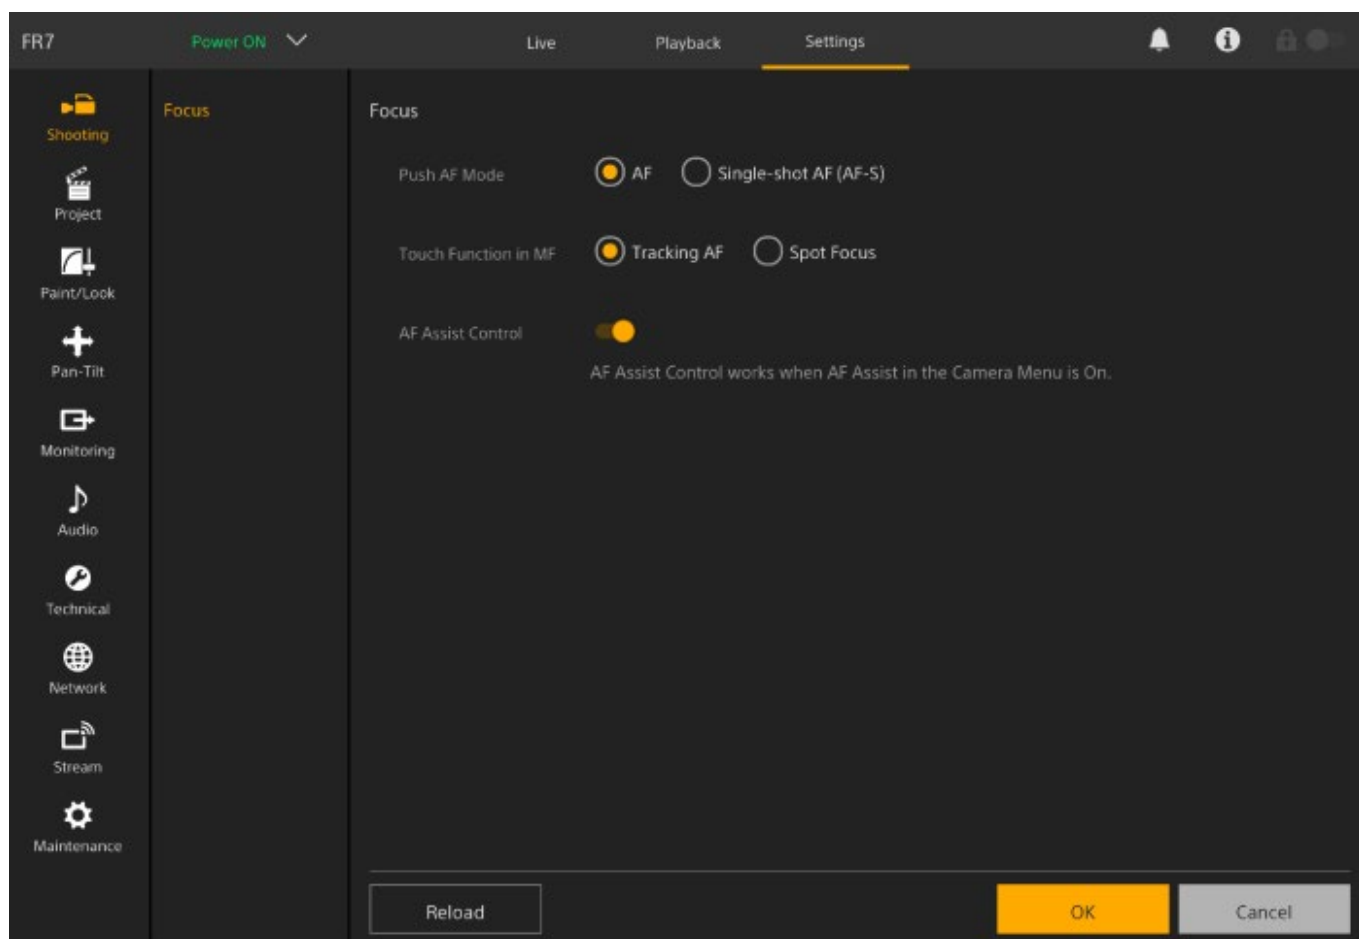 FR7 Power ON Live Playback Settings
Shooting
Project
Paint/Look
Pan-Tilt
Monitoring
Audio
Technical
Network
Stream
Maintenance
Focus
Focus
Push AF Mode AF Single-shot AF (AF-S)
Touch Function in MF Tracking AF Spot Focus
AF Assist Control
AF Assist Control works when AF Assist in the Camera Menu is On.
Reload OK Cancel